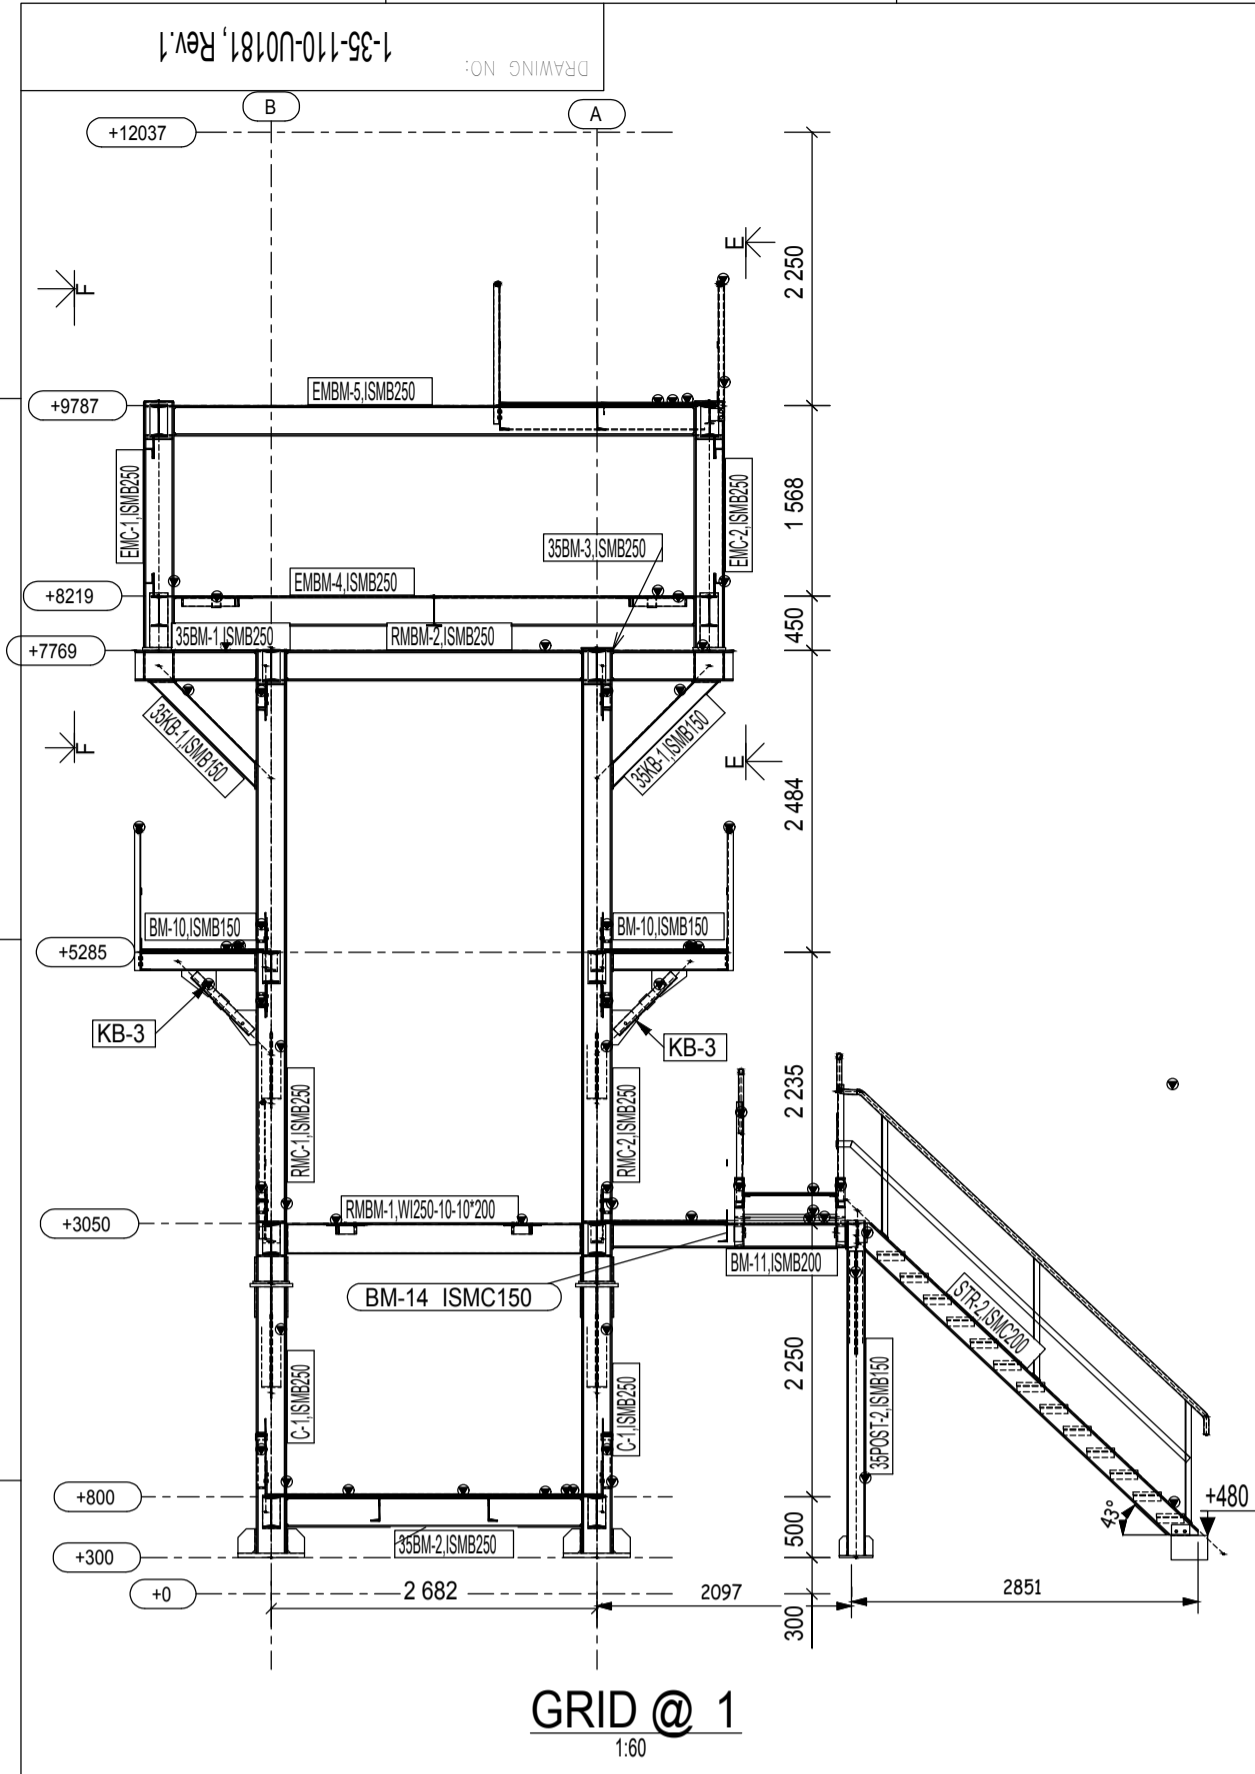 1-35-110-U0181, Rev.1
DRAWING NO:
B
A
+12037
E
2 250
F
EMBM-5,ISMB250
+9787
EMC-1,ISMB250
EMC-2,ISMB250
1 568
35BM-3,ISMB250
EMBM-4,ISMB250
+8219
35BM-1,ISMB250
RMBM-2,ISMB250
450
+7769
35KB-1,ISMB150
35KB-1,ISMB150
F
E
2 484
BM-10,ISMB150
BM-10,ISMB150
+5285
KB-3
KB-3
RMC-1,ISMB250
RMC-2,ISMB250
2 235
RMBM-1,WI250-10-10*200
+3050
BM-11,ISMB200
BM-14 ISMC150
STR-2,ISMC200
C-1,ISMB250
C-1,ISMB250
2 250
35POST-2,ISMB150
+800
43°
+480
35BM-2,ISMB250
500
+300
+0
2 682
2097
2851
300
GRID @ 1
1:60